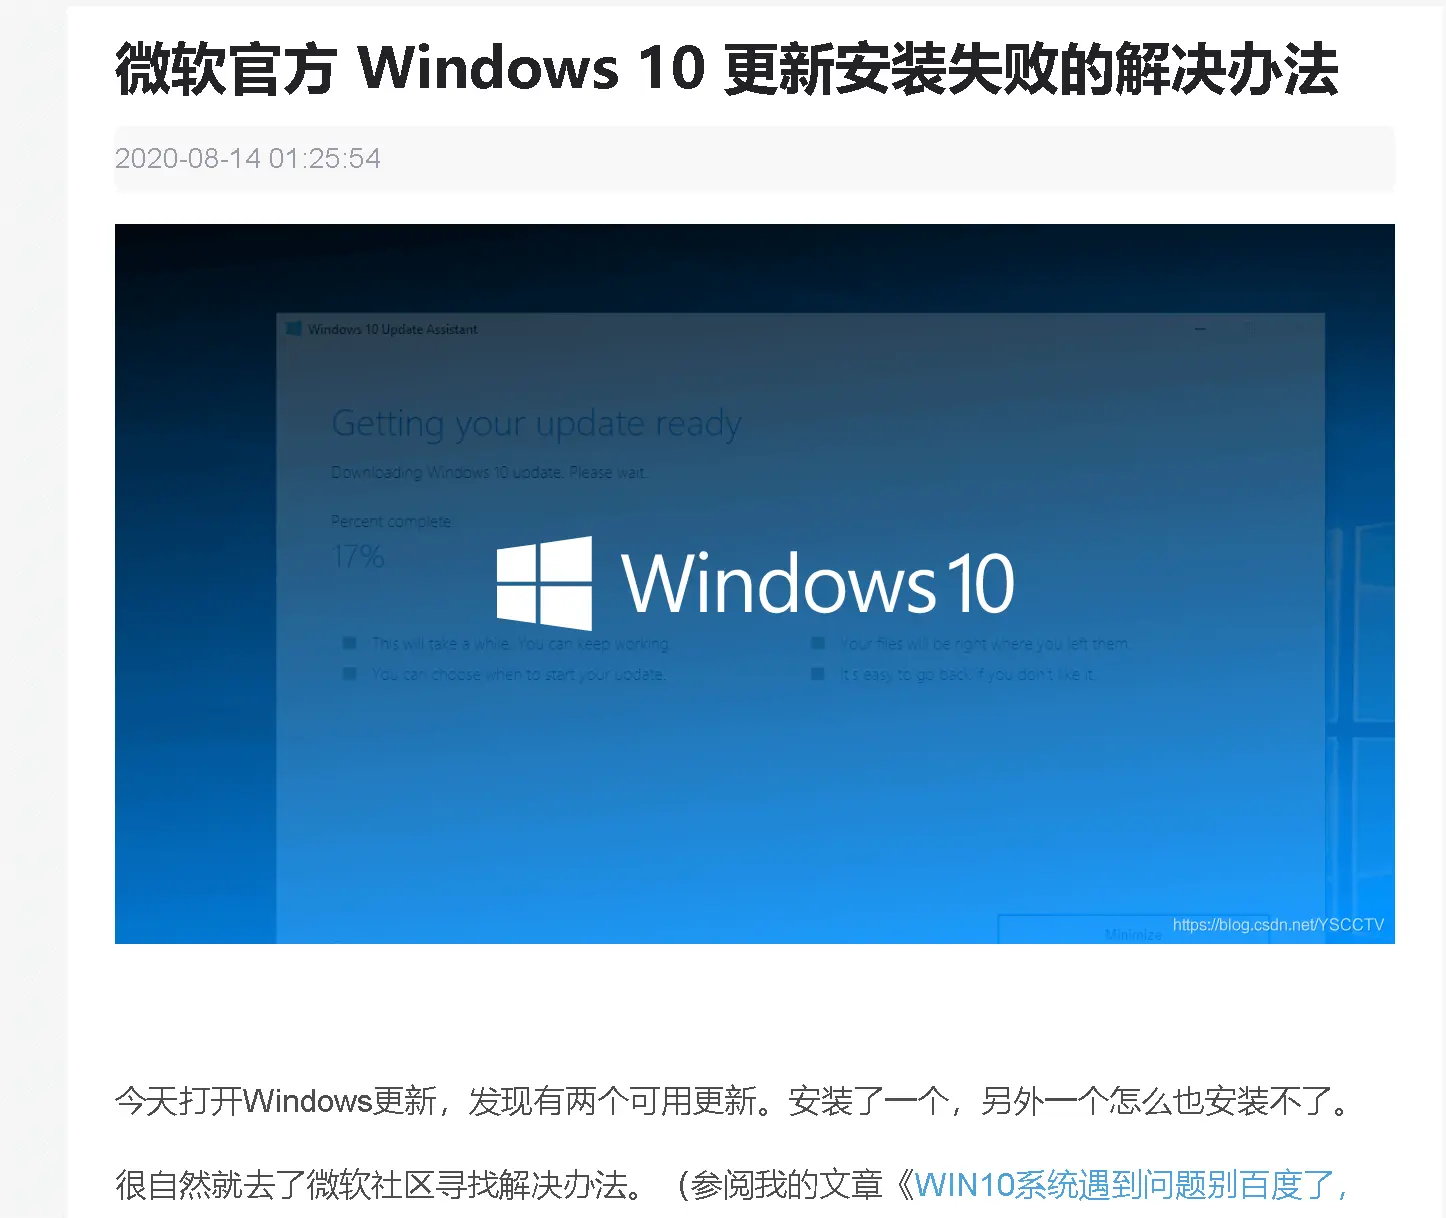 微软官方 Windows 10 更新安装失败的解决办法
2020-08-14 01:25:54
Windows 10 Update Assistant
Getting your update ready
Downloading Windows 10 update. Please wait.
Percent complete
17%
Windows 10
This will take a while. You can keep working.
Your files will be right where you left them.
You can choose when to start your update.
It's easy to go back if you don't like it.
Minimize
https://blog.csdn.net/YSCCTV
今天打开Windows更新，发现有两个可用更新。安装了一个，另外一个怎么也安装不了。
很自然就去了微软社区寻找解决办法。（参阅我的文章《WIN10系统遇到问题别百度了，